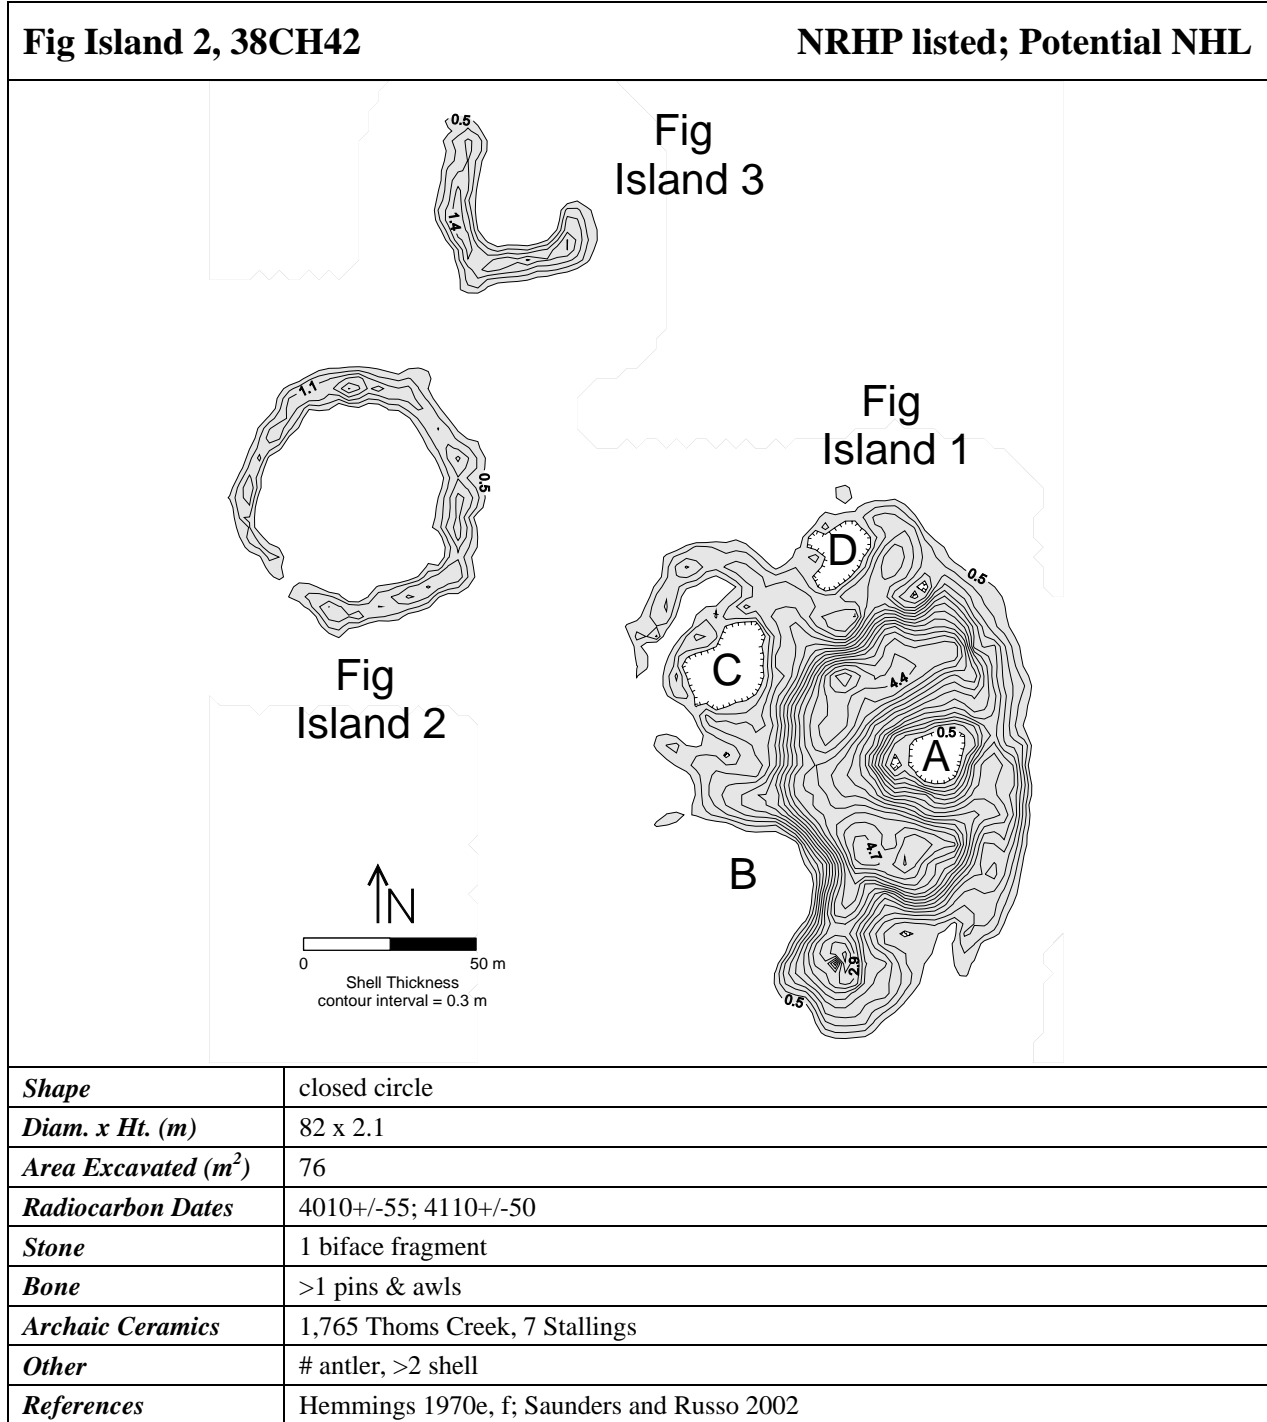 Fig Island 2, 38CH42 NRHP listed; Potential NHL
0.5
Fig
Island 3
1.4
1.1
0.5
Fig
Island 2
Fig
Island 1
D
0.5
C
4.4
0.5
A
4.7
B
2.9
0.5
N
0 50 m
Shell Thickness
contour interval = 0.3 m
Shape closed circle
Diam. x Ht. (m) 82 x 2.1
Area Excavated (m²) 76
Radiocarbon Dates 4010+/-55; 4110+/-50
Stone 1 biface fragment
Bone >1 pins & awls
Archaic Ceramics 1,765 Thoms Creek, 7 Stallings
Other # antler, >2 shell
References Hemmings 1970e, f; Saunders and Russo 2002